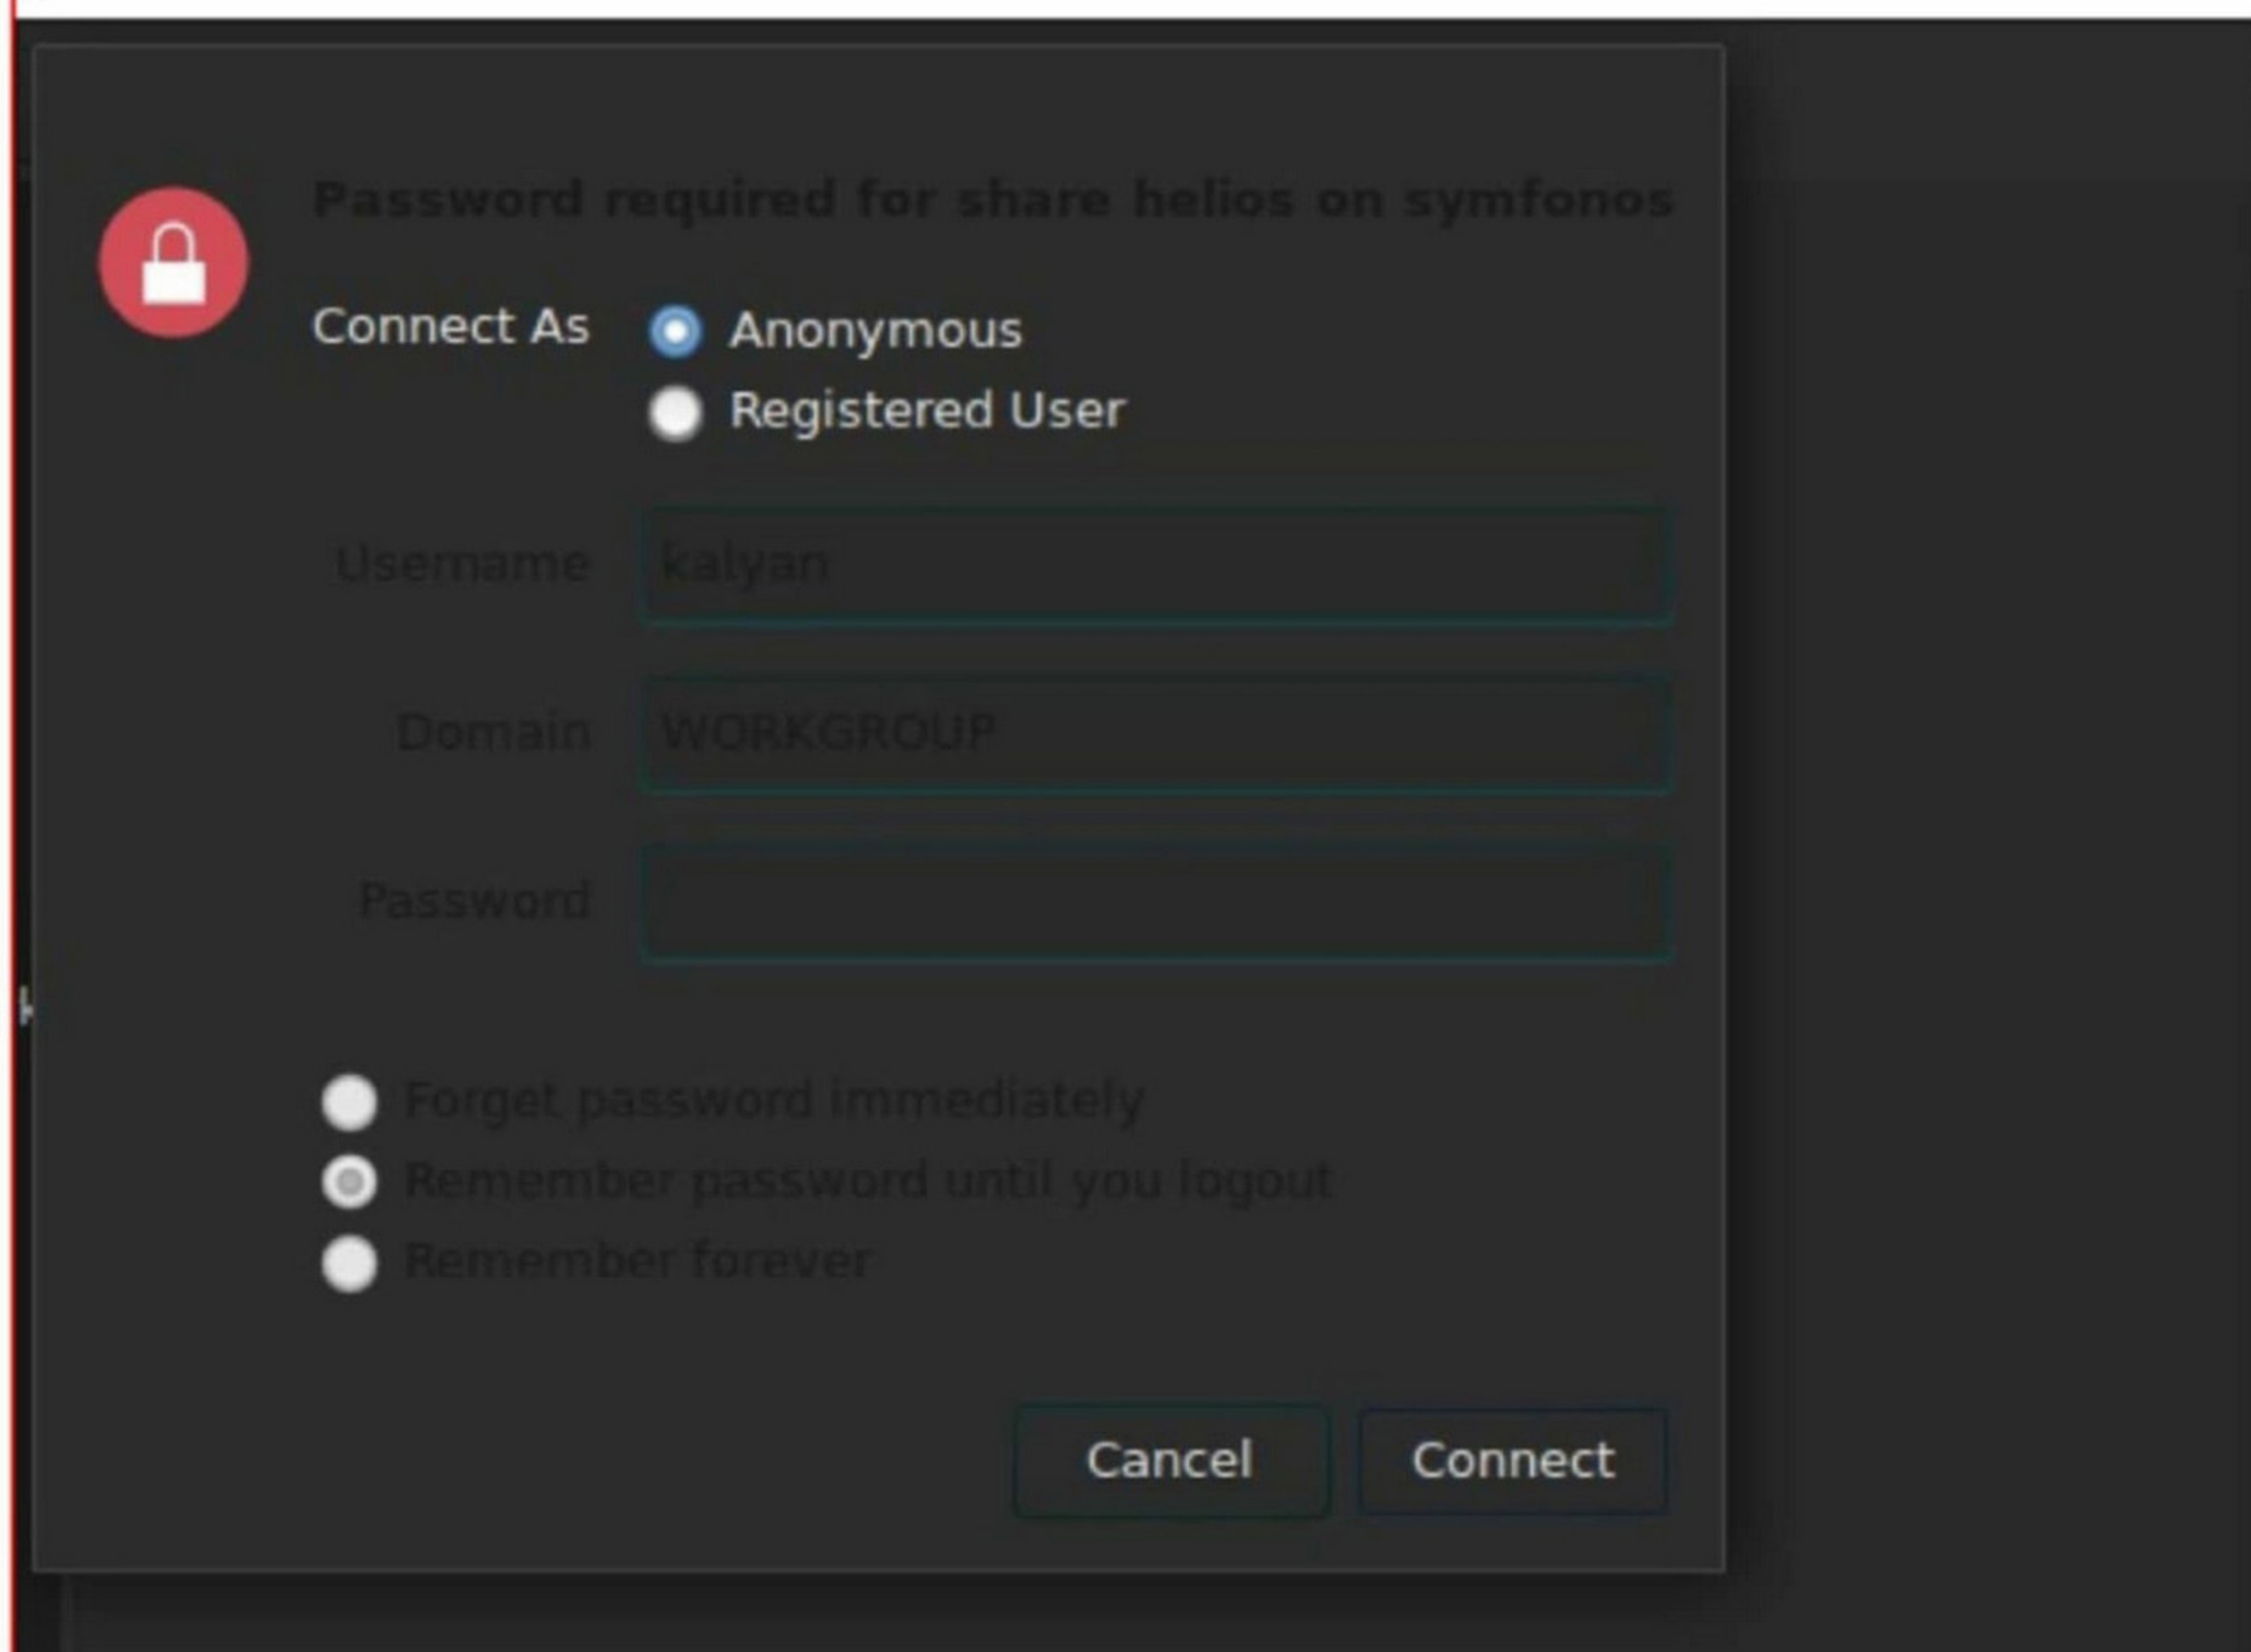 Password required for share helios on symfonos
Connect As
Anonymous
Registered User
Username kalyan
Domain WORKGROUP
Password
Forget password immediately
Remember password until you logout
Remember forever
Cancel Connect